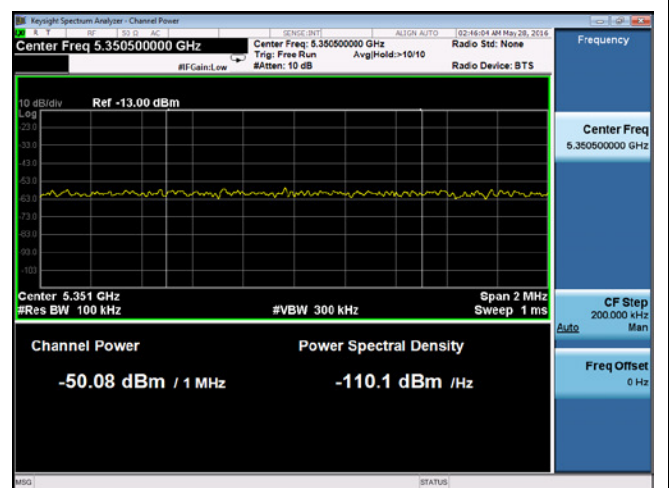 Keysight Spectrum Analyzer - Channel Power
R T RF 50 Ω AC SENSE:INT ALIGN AUTO 02:46:04 AM May 28, 2016
Center Freq 5.350500000 GHz
Center Freq: 5.350500000 GHz
Radio Std: None
Trig: Free Run Avg|Hold:>10/10
#IFGain:Low
#Atten: 10 dB
Radio Device: BTS
Frequency
10 dB/div Ref -13.00 dBm
Log
-23.0
-33.0
-43.0
-53.0
-63.0
-73.0
-83.0
-93.0
-103
Center 5.351 GHz
Span 2 MHz
#Res BW 100 kHz
#VBW 300 kHz
Sweep 1 ms
Channel Power
Power Spectral Density
-50.08 dBm / 1 MHz
-110.1 dBm /Hz
Center Freq
5.350500000 GHz
CF Step
200.000 kHz
Auto Man
Freq Offset
0 Hz
MSG
STATUS